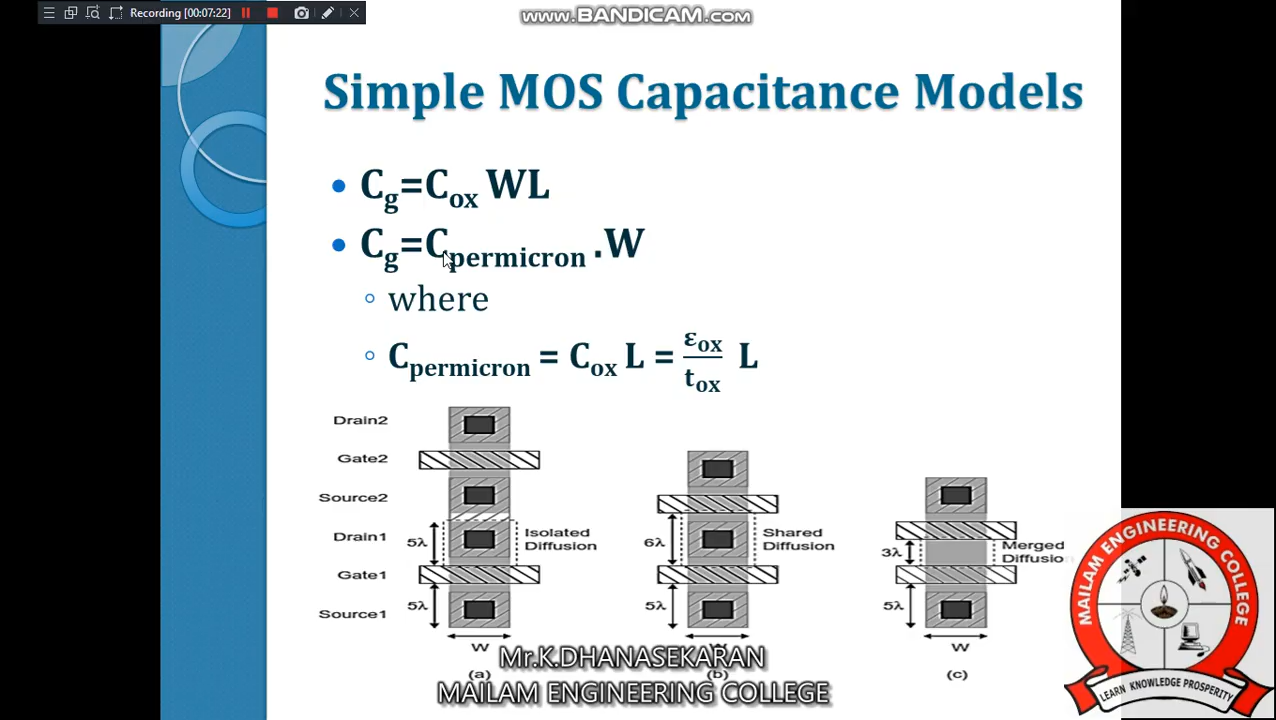 Recording [00:07:22]
www.BANDICAM.com
Simple MOS Capacitance Models
• Cg=Cox WL
• Cg=Cpermicron .W
◦ where
◦ Cpermicron = Cox L = εox/tox L
Drain2
Gate2
Source2
Drain1
Gate1
Source1
5λ
5λ
Isolated
Diffusion
W
(a)
6λ
5λ
Shared
Diffusion
W
(b)
3λ
5λ
Merged
Diffusion
W
(c)
Mr.K.DHANASEKARAN
MAILAM ENGINEERING COLLEGE
MAILAM ENGINEERING COLLEGE
LEARN KNOWLEDGE PROSPERITY